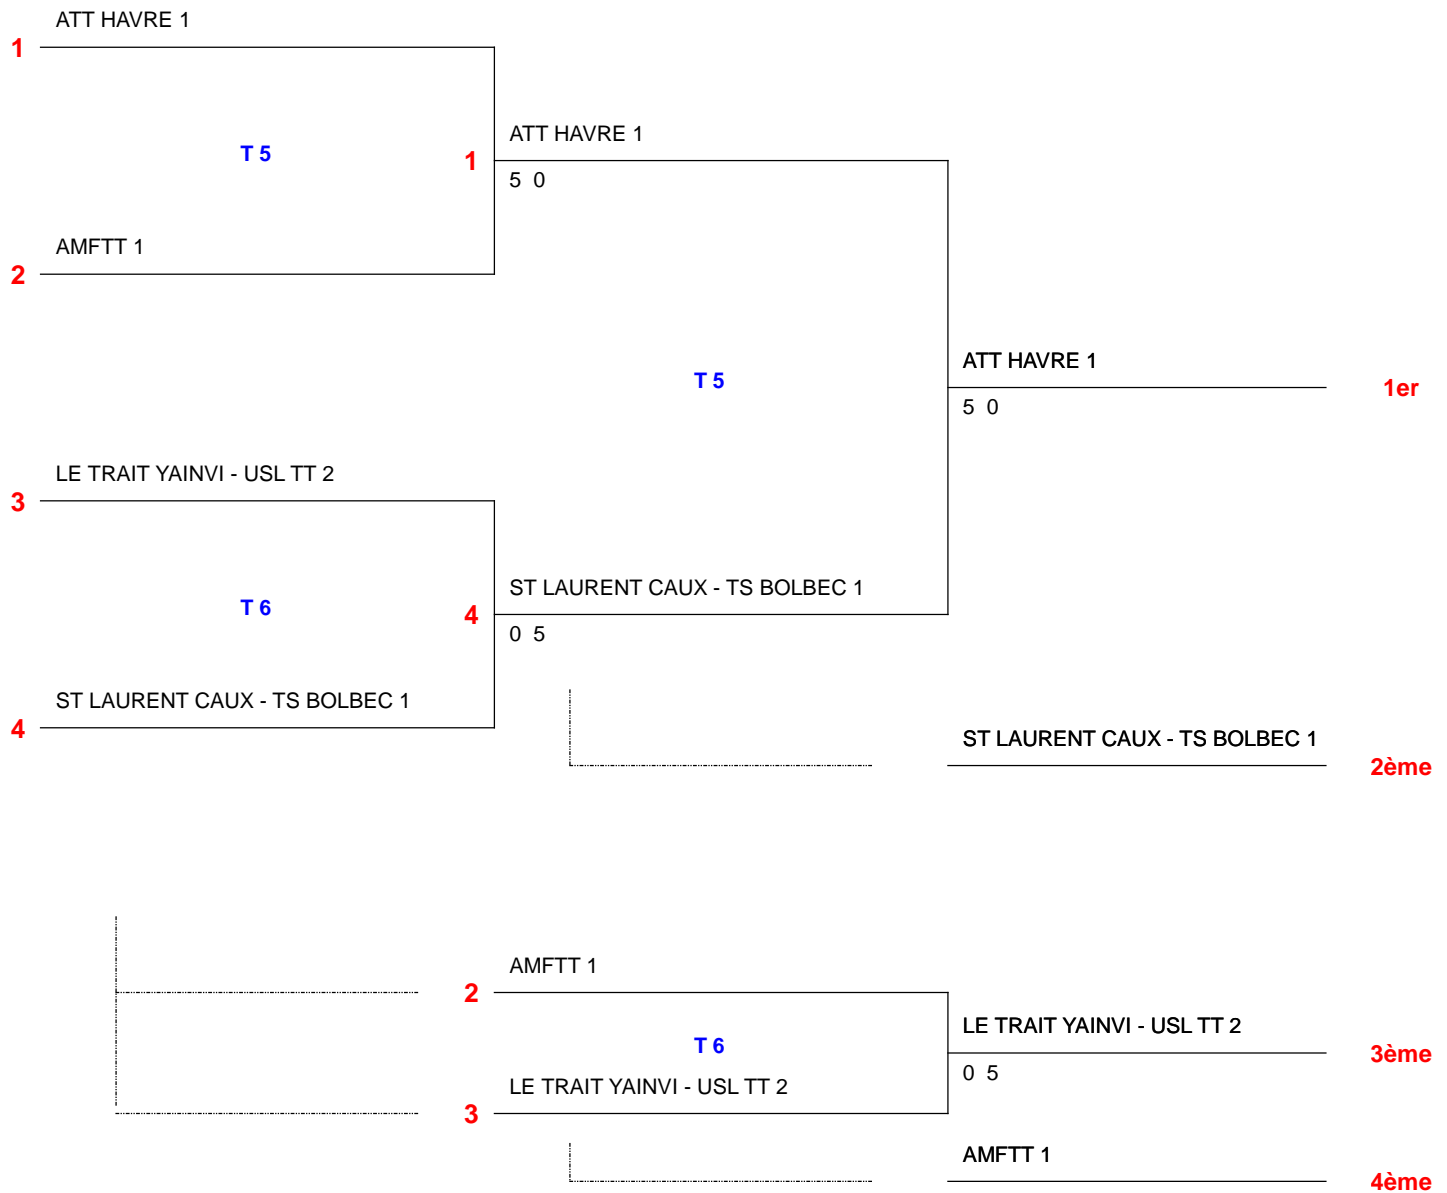 ATT HAVRE 1
1
T 5
AMFTT 1
2
ATT HAVRE 1
1
5 0
LE TRAIT YAINVI - USL TT 2
3
T 6
ST LAURENT CAUX - TS BOLBEC 1
4
T 5
ST LAURENT CAUX - TS BOLBEC 1
4
0 5
ATT HAVRE 1
1er
5 0
ST LAURENT CAUX - TS BOLBEC 1
2ème
AMFTT 1
2
T 6
LE TRAIT YAINVI - USL TT 2
3
LE TRAIT YAINVI - USL TT 2
3ème
0 5
AMFTT 1
4ème